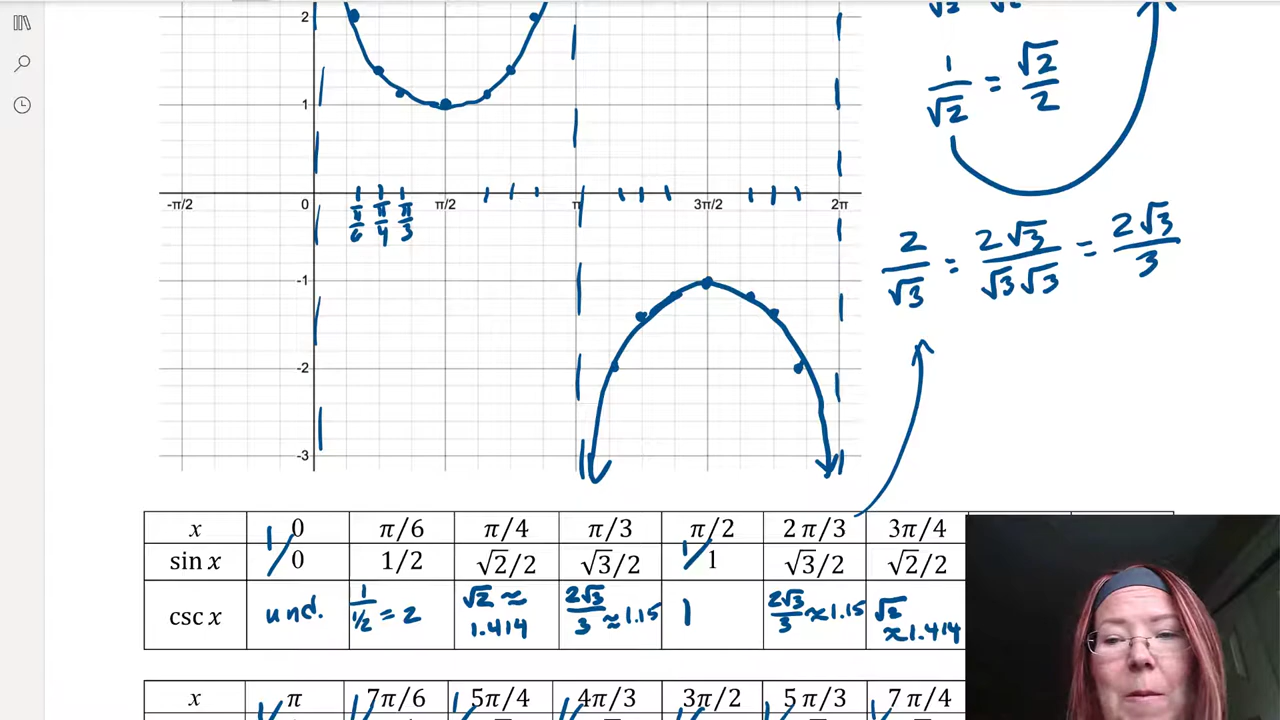 2
1
-π/2 0 π/2 π 3π/2 2π
π/6 π/4 π/3
-1
-2
-3
1/√2 = √2/2
2/√3 = 2√3/√3√3 = 2√3/3
x 1/ 0 π/6 π/4 π/3 π/2 2π/3 3π/4
sin x 0 1/2 √2/2 √3/2 1/ 1 √3/2 √2/2
csc x und. 1/1/2 = 2 √2 ≈ 1.414 2√3/3 ≈ 1.15 1 2√3/3 ≈ 1.15 √2 ≈ 1.414
x π 7π/6 5π/4 4π/3 3π/2 5π/3 7π/4